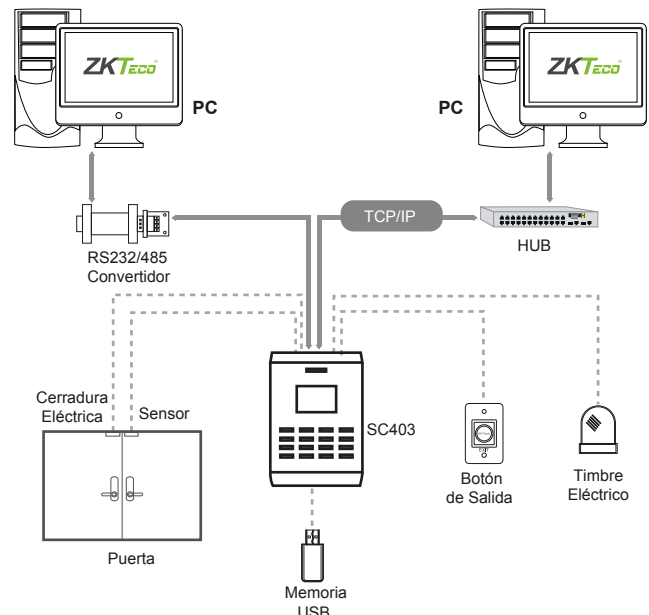 ZKTeco
ZKTeco
PC
PC
TCP/IP
RS232/485
Convertidor
HUB
Cerradura
Eléctrica
Sensor
SC403
Puerta
EXIT
Botón
de Salida
Timbre
Eléctrico
Memoria
USB